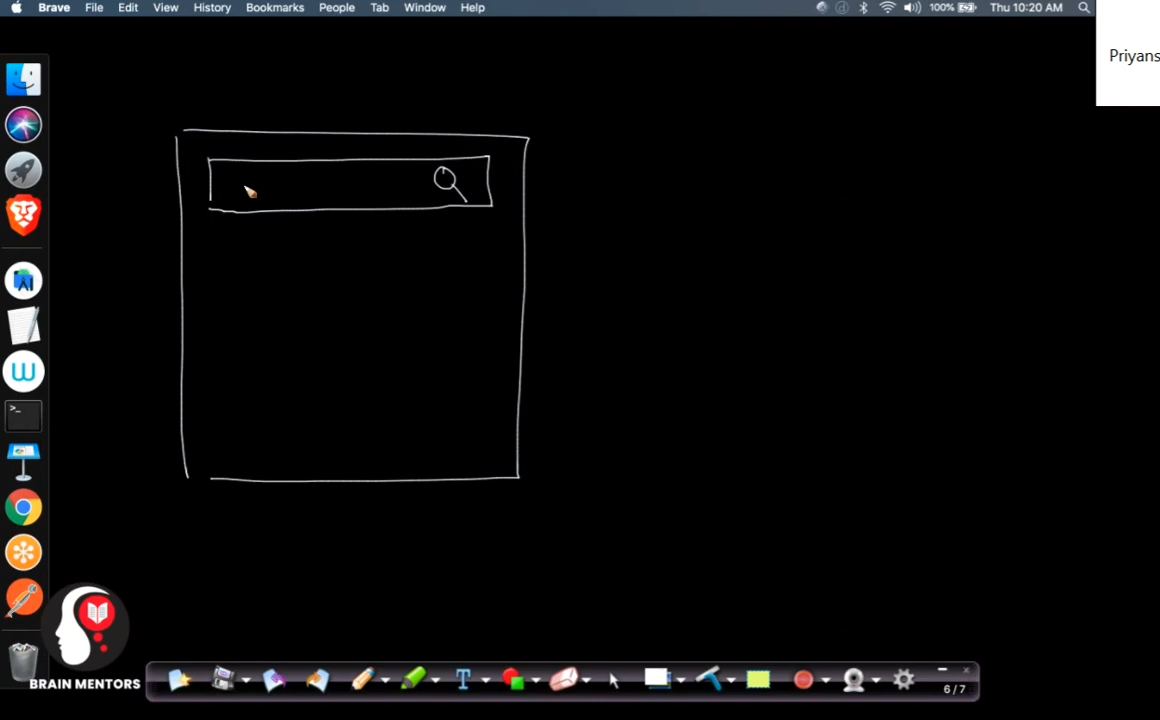 Brave File Edit View History Bookmarks People Tab Window Help 100% Thu 10:20 AM
Priyans
BRAIN MENTORS
6/7